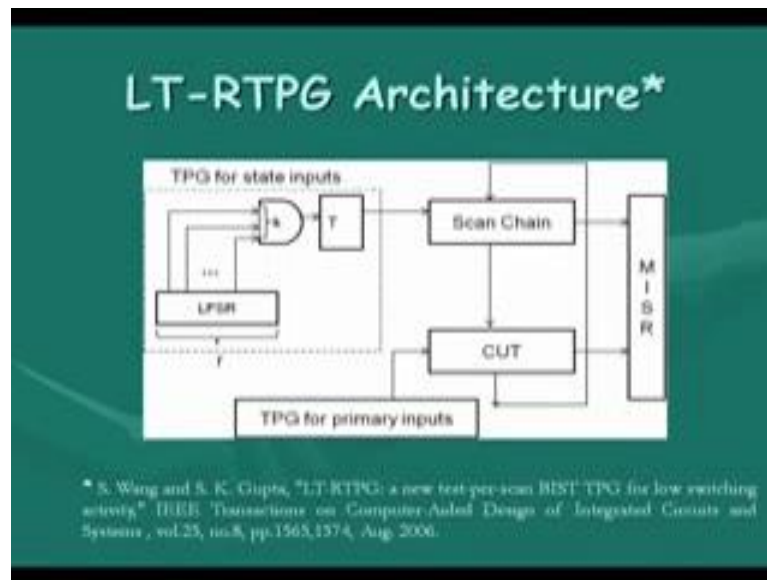 LT-RTPG Architecture*
TPG for state inputs
k
T
Scan Chain
...
LFSR
r
CUT
TPG for primary inputs
M
I
S
R
* S. Wang and S. K. Gupta, "LT-RTPG: a new test-per-scan BIST TPG for low switching
activity," IEEE Transactions on Computer-Aided Design of Integrated Circuits and
Systems , vol.25, no.8, pp.1565,1574, Aug. 2006.